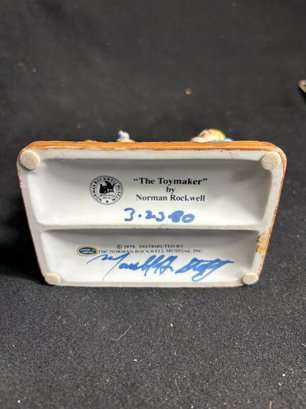 "The Toymaker"
by
Norman Rockwell
3·23·80
© 1979, DISTRIBUTED BY
THE NORMAN ROCKWELL MUSEUM, INC.